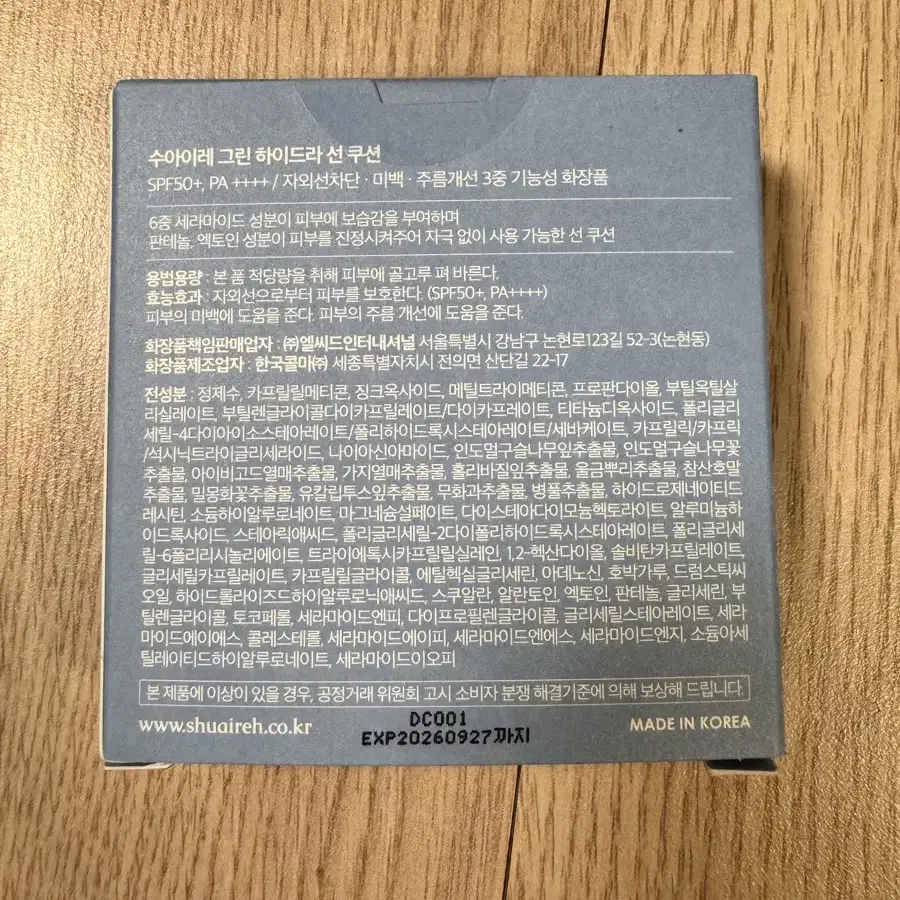 수아이레 그린 하이드라 선 쿠션
SPF50+, PA ++++ / 자외선차단 · 미백 · 주름개선 3중 기능성 화장품
6중 세라마이드 성분이 피부에 보습감을 부여하며
판테놀, 엑토인 성분이 피부를 진정시켜주어 자극 없이 사용 가능한 선 쿠션
용법용량 : 본 품 적당량을 취해 피부에 골고루 펴 바른다.
효능효과 : 자외선으로부터 피부를 보호한다. (SPF50+, PA++++)
피부의 미백에 도움을 준다. 피부의 주름 개선에 도움을 준다.
화장품책임판매업자 : ㈜엘씨드인터내셔널 서울특별시 강남구 논현로123길 52-3(논현동)
화장품제조업자 : 한국콜마㈜ 세종특별자치시 전의면 산단길 22-17
전성분 : 정제수, 카프릴릴메티콘, 징크옥사이드, 메틸트라이메티콘, 프로판다이올, 부틸옥틸살
리실레이트, 부틸렌글라이콜다이카프릴레이트/다이카프레이트, 티타늄디옥사이드, 폴리글리
세릴-4다이아이소스테아레이트/폴리하이드록시스테아레이트/세바케이트, 카프릴릭/카프릭
/석시닉트라이글리세라이드, 나이아신아마이드, 인도멀구슬나무잎추출물, 인도멀구슬나무꽃
추출물, 아이비고드열매추출물, 가지열매추출물, 홀리바질잎추출물, 울금뿌리추출물, 참산호말
추출물, 밀몽화꽃추출물, 유칼립투스잎추출물, 무화과추출물, 병풀추출물, 하이드로제네이티드
레시틴, 소듐하이알루로네이트, 마그네슘설페이트, 다이스테아다이모늄헥토라이트, 알루미늄하
이드록사이드, 스테아릭애씨드, 폴리글리세릴-2다이폴리하이드록시스테아레이트, 폴리글리세
릴-6폴리리시놀리에이트, 트라이에톡시카프릴릴실레인, 1,2-헥산다이올, 솔비탄카프릴레이트,
글리세릴카프릴레이트, 카프릴릴글라이콜, 에틸헥실글리세린, 아데노신, 호박가루, 드럼스틱씨
오일, 하이드롤라이즈드하이알루로닉애씨드, 스쿠알란, 알란토인, 엑토인, 판테놀, 글리세린, 부
틸렌글라이콜, 토코페롤, 세라마이드엔피, 다이프로필렌글라이콜, 글리세릴스테아레이트, 세라
마이드에이에스, 콜레스테롤, 세라마이드에이피, 세라마이드엔에스, 세라마이드엔지, 소듐아세
틸레이티드하이알루로네이트, 세라마이드이오피
본 제품에 이상이 있을 경우, 공정거래 위원회 고시 소비자 분쟁 해결기준에 의해 보상해 드립니다.
www.shuaireh.co.kr
DC001
EXP20260927까지
MADE IN KOREA